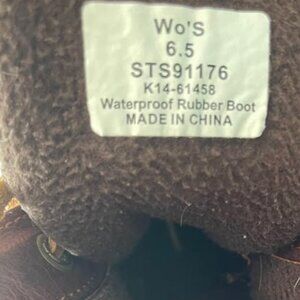 Wo'S
6.5
STS91176
K14-61458
Waterproof Rubber Boot
MADE IN CHINA